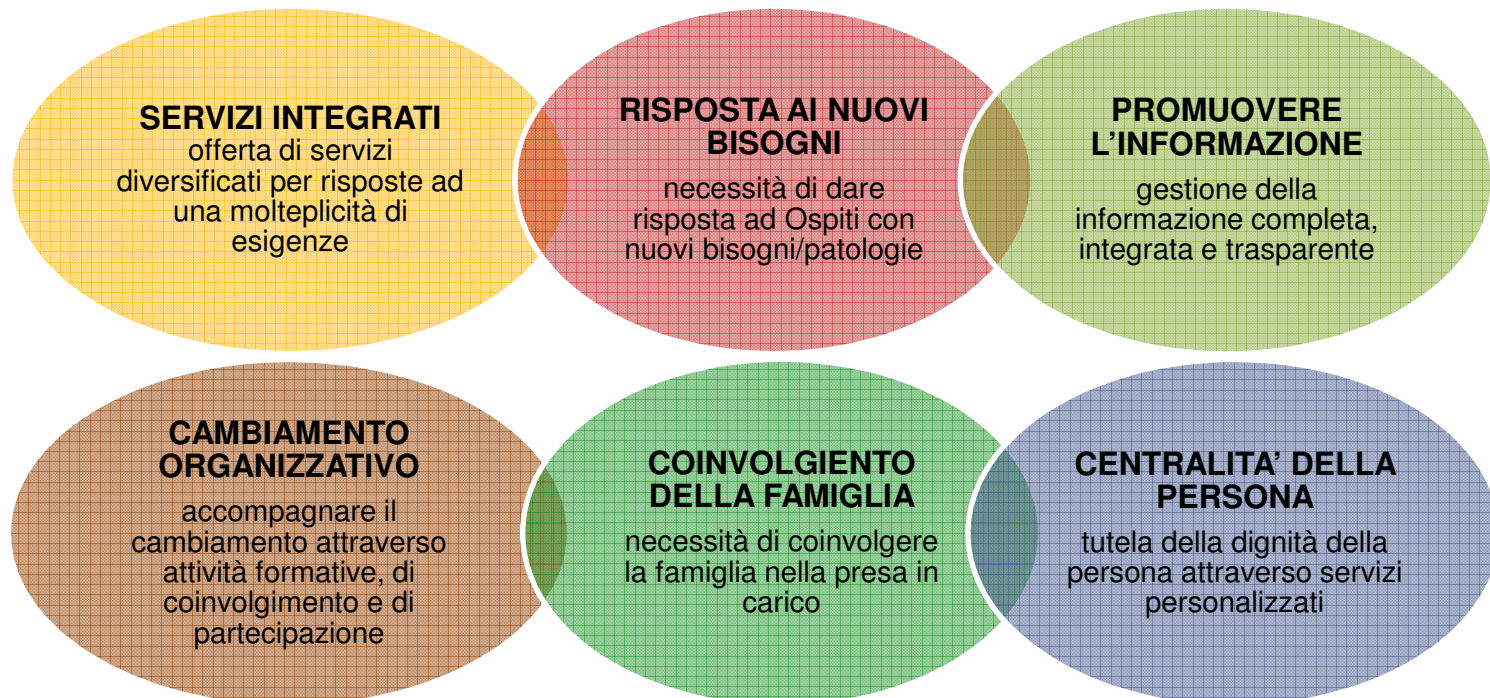 SERVIZI INTEGRATI
offerta di servizi
diversificati per risposte ad
una molteplicità di
esigenze
RISPOSTA AI NUOVI
BISOGNI
necessità di dare
risposta ad Ospiti con
nuovi bisogni/patologie
PROMUOVERE
L'INFORMAZIONE
gestione della
informazione completa,
integrata e trasparente
CAMBIAMENTO
ORGANIZZATIVO
accompagnare il
cambiamento attraverso
attività formative, di
coinvolgimento e di
partecipazione
COINVOLGIENTO
DELLA FAMIGLIA
necessità di coinvolgere
la famiglia nella presa in
carico
CENTRALITA' DELLA
PERSONA
tutela della dignità della
persona attraverso servizi
personalizzati